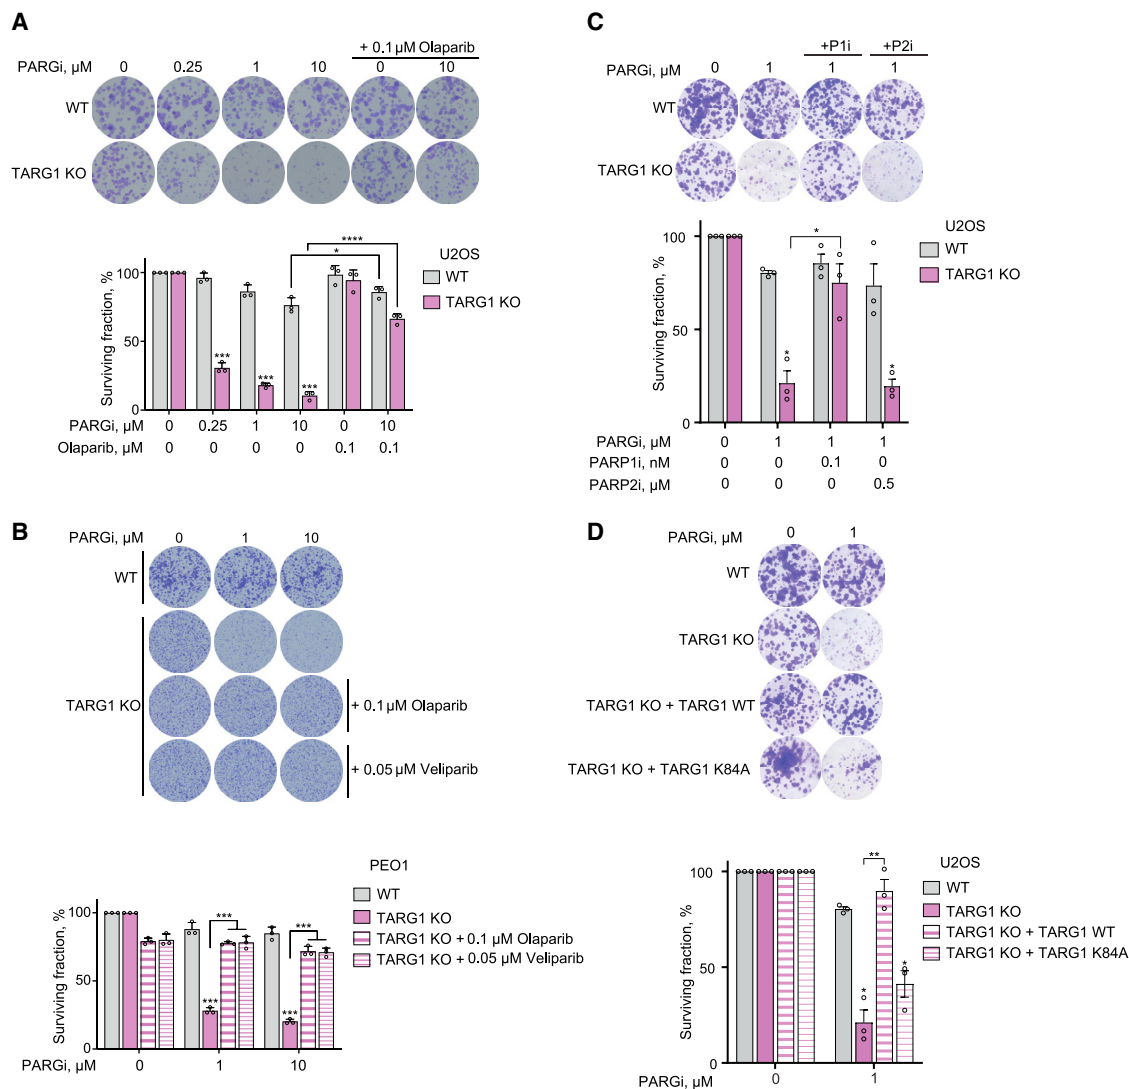 A
+ 0.1 µM Olaparib
PARGi, µM 0 0.25 1 10 0 10
WT
TARG1 KO
****
*
U2OS
WT
TARG1 KO
Surviving fraction, %
100
50
0
*** *** ***
PARGi, µM 0 0.25 1 10 0 10
Olaparib, µM 0 0 0 0 0.1 0.1
B
PARGi, µM 0 1 10
WT
TARG1 KO
+ 0.1 µM Olaparib
+ 0.05 µM Veliparib
PEO1
WT
TARG1 KO
TARG1 KO + 0.1 µM Olaparib
TARG1 KO + 0.05 µM Veliparib
Surviving fraction, %
100
50
0
*** ***
*** ***
PARGi, µM 0 1 10
C
+P1i +P2i
PARGi, µM 0 1 1 1
WT
TARG1 KO
U2OS
WT
TARG1 KO
Surviving fraction, %
100
50
0
*
* *
PARGi, µM 0 1 1 1
PARP1i, nM 0 0 0.1 0
PARP2i, µM 0 0 0 0.5
D
PARGi, µM 0 1
WT
TARG1 KO
TARG1 KO + TARG1 WT
TARG1 KO + TARG1 K84A
U2OS
WT
TARG1 KO
TARG1 KO + TARG1 WT
TARG1 KO + TARG1 K84A
Surviving fraction, %
100
50
0
**
* *
PARGi, µM 0 1